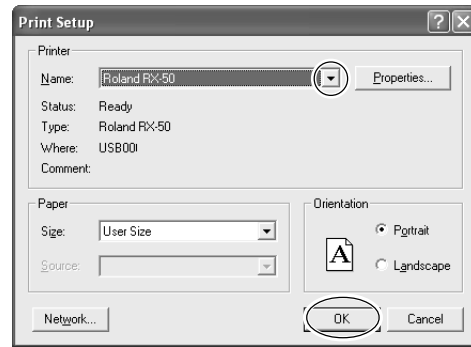 Print Setup
Printer
Name: Roland RX-50 Properties...
Status: Ready
Type: Roland RX-50
Where: USB00
Comment:
Paper
Size: User Size
Source:
Orientation
A
Portrait
Landscape
Network... OK Cancel